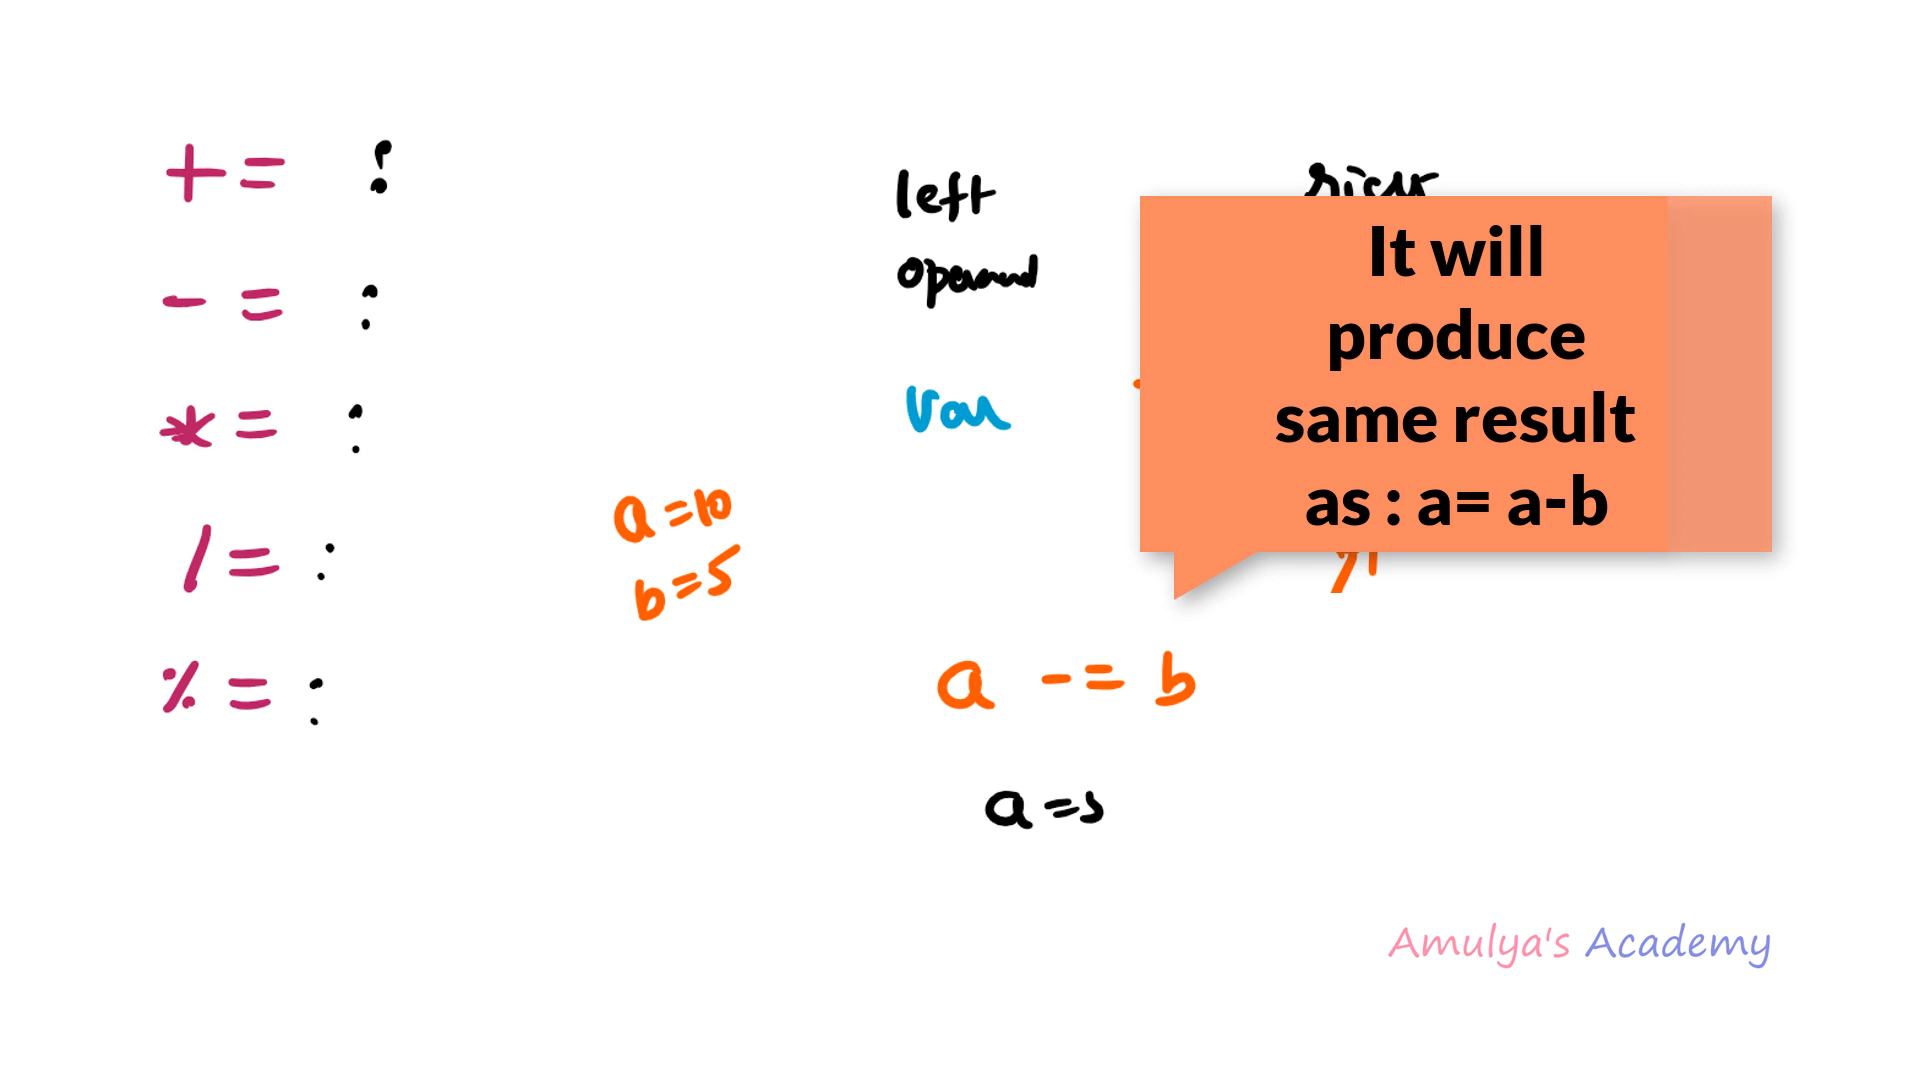 += :
-= :
*= :
/= :
%= :
a=10
b=5
left
operand
var
It will
produce
same result
as : a= a-b
a -= b
a=5
Amulya's Academy